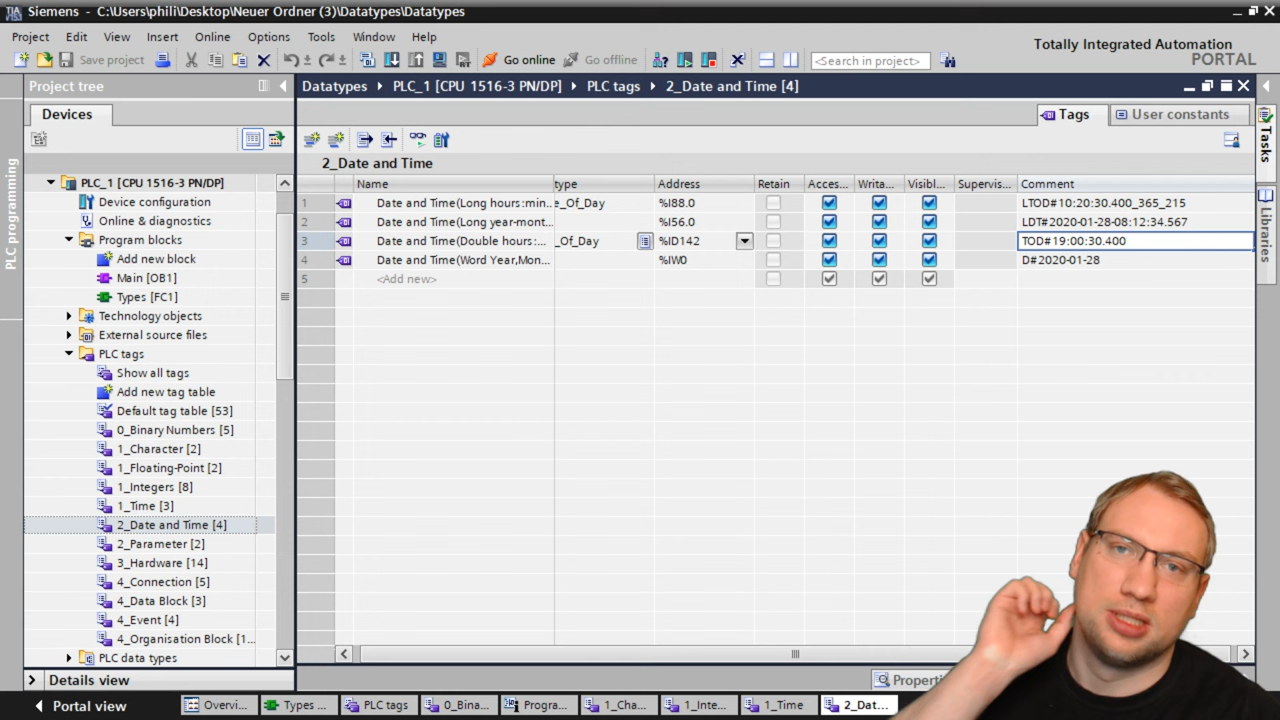 Siemens - C:\Users\phili\Desktop\Neuer Ordner (3)\Datatypes\Datatypes
Project Edit View Insert Online Options Tools Window Help
Totally Integrated Automation
PORTAL
Save project Go online Go offline <Search in project>
Project tree
Datatypes PLC_1 [CPU 1516-3 PN/DP] PLC tags 2_Date and Time [4]
Devices
Tags User constants
Tasks
Libraries
PLC programming
2_Date and Time
Name type Address Retain Acces... Writa... Visibl... Supervis... Comment
1 Date and Time(Long hours:min... e_Of_Day %I88.0 LTOD#10:20:30.400_365_215
2 Date and Time(Long year-mont... %I56.0 LDT#2020-01-28-08:12:34.567
3 Date and Time(Double hours:... _Of_Day %ID142 TOD#19:00:30.400
4 Date and Time(Word Year,Mon... %IW0 D#2020-01-28
5 <Add new>
PLC_1 [CPU 1516-3 PN/DP]
Device configuration
Online & diagnostics
Program blocks
Add new block
Main [OB1]
Types [FC1]
Technology objects
External source files
PLC tags
Show all tags
Add new tag table
Default tag table [53]
0_Binary Numbers [5]
1_Character [2]
1_Floating-Point [2]
1_Integers [8]
1_Time [3]
2_Date and Time [4]
2_Parameter [2]
3_Hardware [14]
4_Connection [5]
4_Data Block [3]
4_Event [4]
4_Organisation Block [1...
PLC data types
Details view
Properti
Portal view Overvi... Types ... PLC tags 0_Bina... Progra... 1_Cha... 1_Inte... 1_Time 2_Dat...